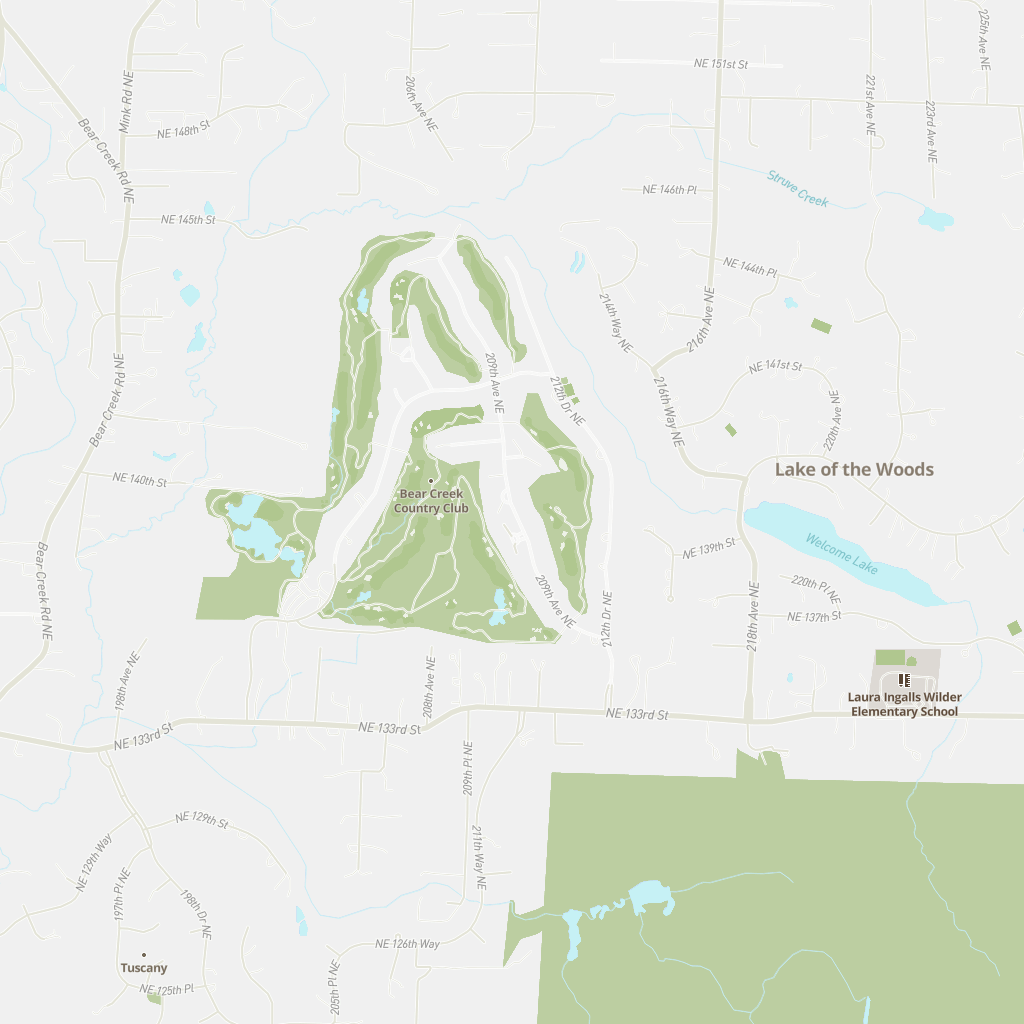 225th Ave NE
NE 151st St
Mink Rd NE
206th Ave NE
221st Ave NE
223rd Ave NE
NE 148th St
Bear Creek Rd NE
Struve Creek
NE 146th Pl
NE 145th St
NE 144th Pl
214th Way NE
216th Ave NE
209th Ave NE
Bear Creek Rd NE
NE 141st St
212th Dr NE
216th Way NE
220th Ave NE
Lake of the Woods
NE 140th St
Bear Creek
Country Club
Welcome Lake
NE 139th St
Bear Creek Rd NE
209th Ave NE
212th Dr NE
220th Pl NE
218th Ave NE
NE 137th St
198th Ave NE
208th Ave NE
Laura Ingalls Wilder
Elementary School
NE 133rd St
NE 133rd St
NE 133rd St
209th Pl NE
NE 129th St
NE 129th Way
211th Way NE
197th Pl NE
198th Dr NE
NE 126th Way
Tuscany
205th Pl NE
NE 125th Pl